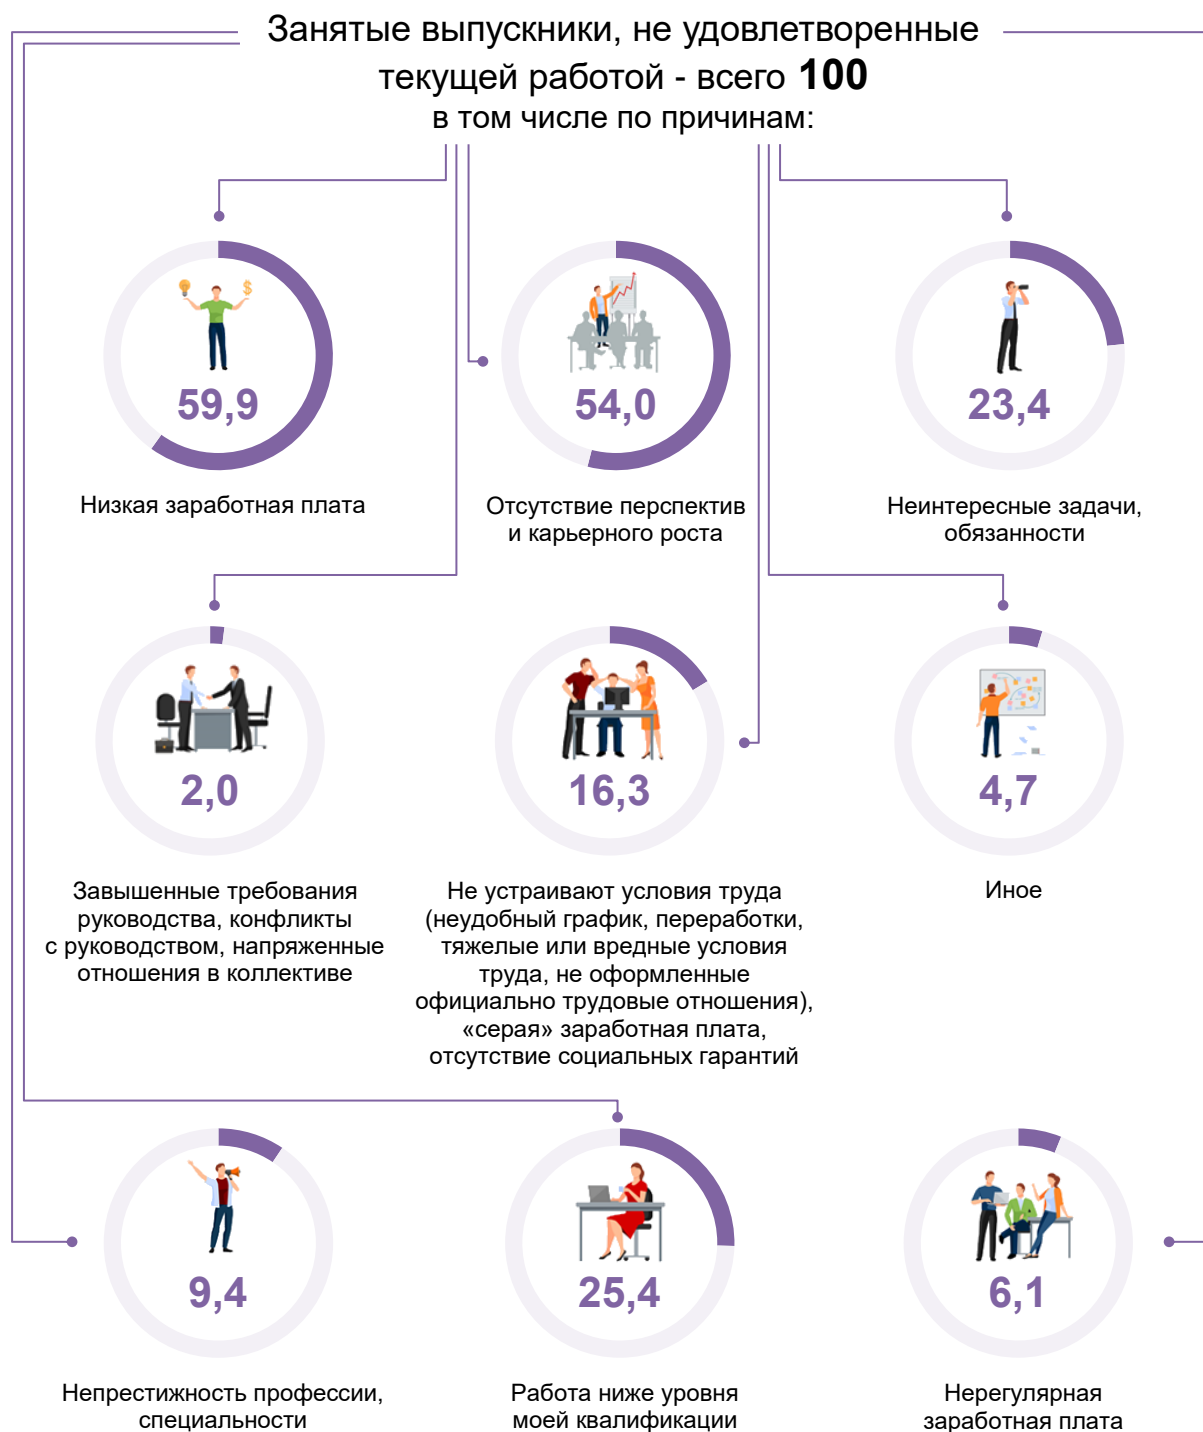 Занятые выпускники, не удовлетворенные
текущей работой - всего 100
в том числе по причинам:
59,9
Низкая заработная плата
54,0
Отсутствие перспектив
и карьерного роста
23,4
Неинтересные задачи,
обязанности
2,0
Завышенные требования
руководства, конфликты
с руководством, напряженные
отношения в коллективе
16,3
Не устраивают условия труда
(неудобный график, переработки,
тяжелые или вредные условия
труда, не оформленные
официально трудовые отношения),
«серая» заработная плата,
отсутствие социальных гарантий
4,7
Иное
9,4
Непрестижность профессии,
специальности
25,4
Работа ниже уровня
моей квалификации
6,1
Нерегулярная
заработная плата